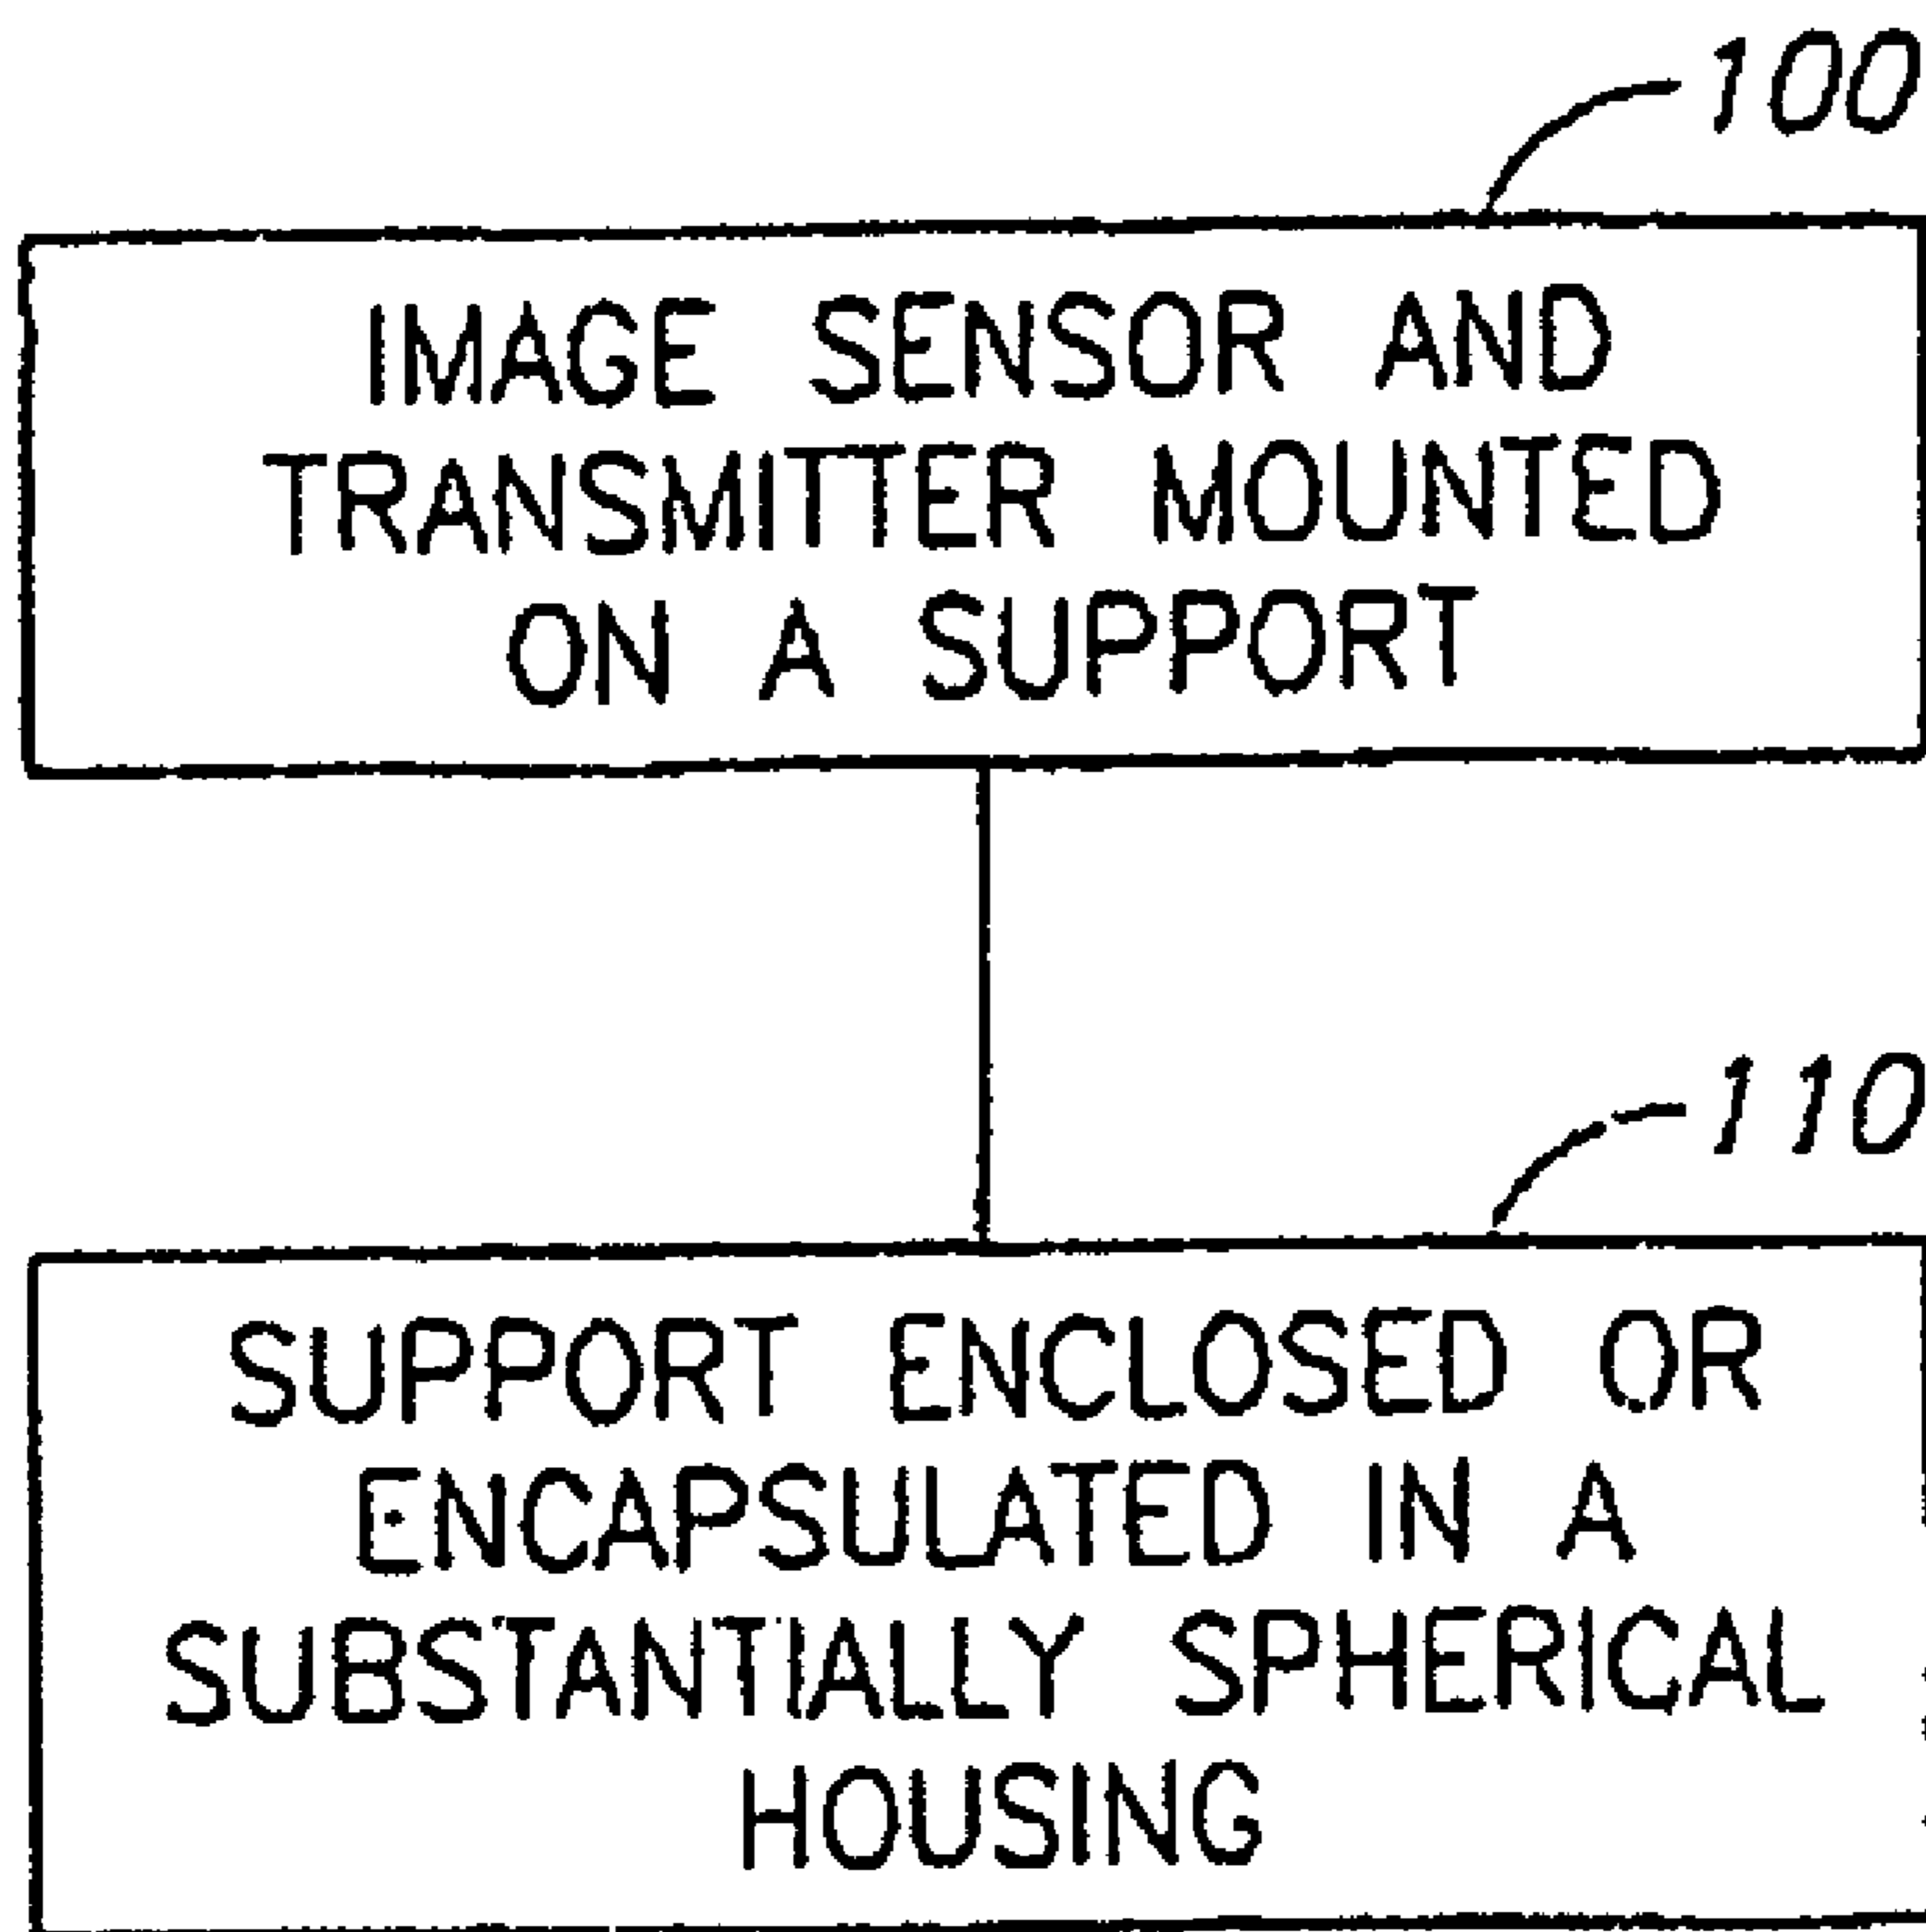 100
IMAGE SENSOR AND
TRANSMITTER MOUNTED
ON A SUPPORT
110
SUPPORT ENCLOSED OR
ENCAPSULATED IN A
SUBSTANTIALLY SPHERICAL
HOUSING